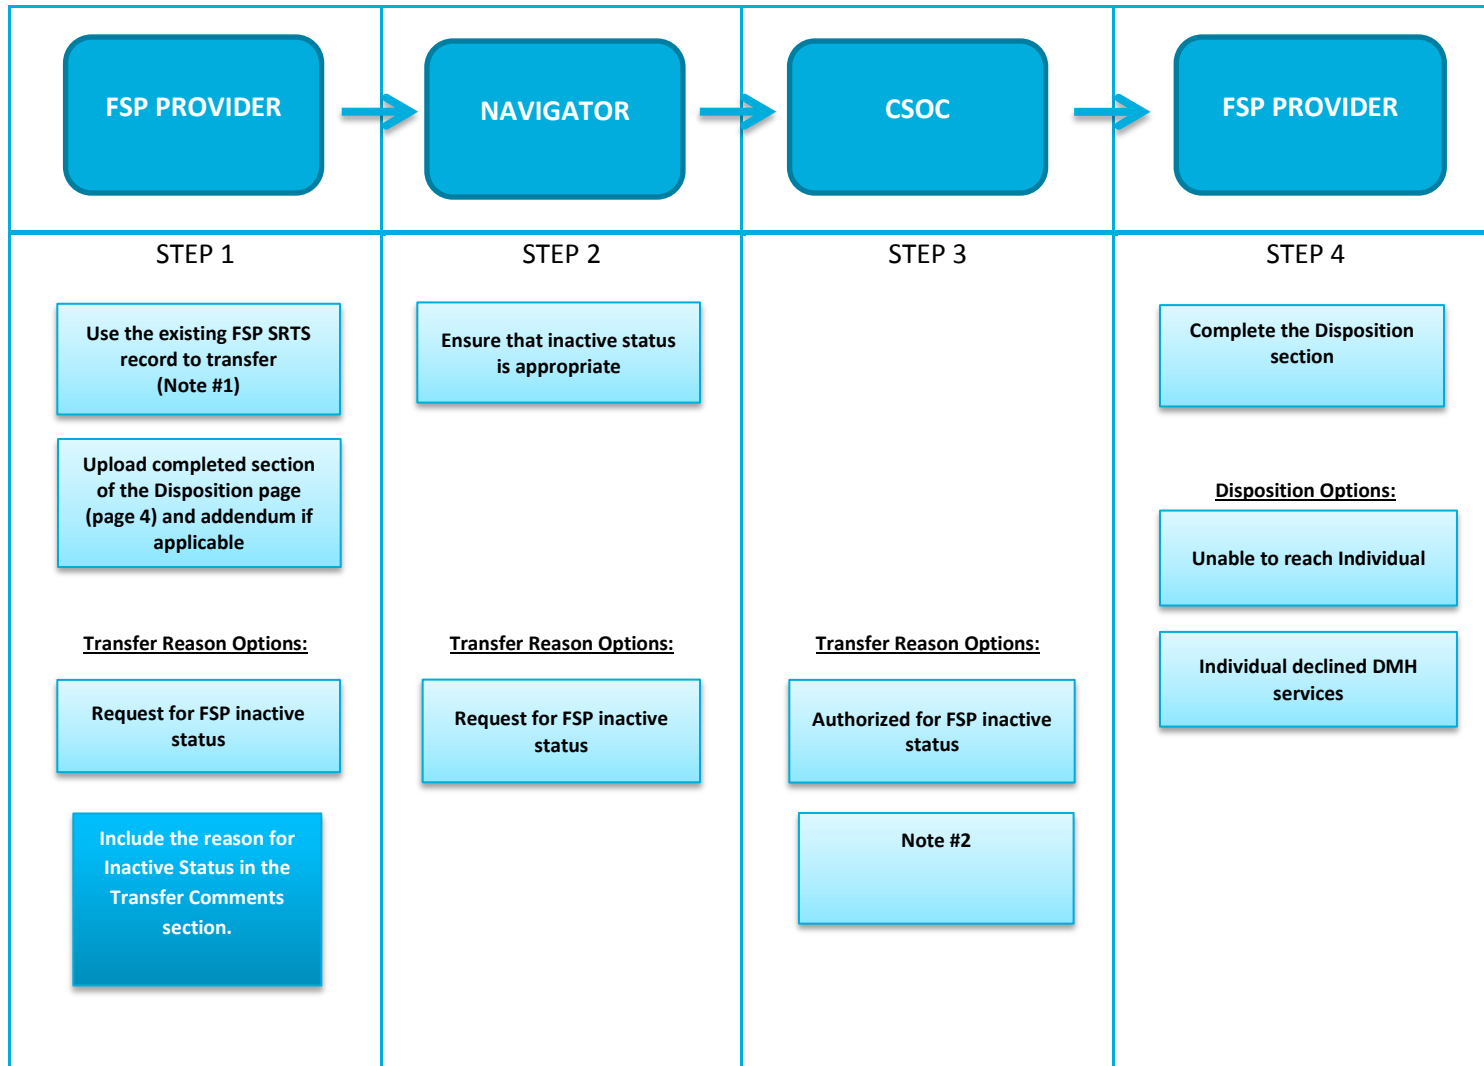 FSP PROVIDER
NAVIGATOR
CSOC
FSP PROVIDER
STEP 1
Use the existing FSP SRTS
record to transfer
(Note #1)
Upload completed section
of the Disposition page
(page 4) and addendum if
applicable
Transfer Reason Options:
Request for FSP inactive
status
Include the reason for
Inactive Status in the
Transfer Comments
section.
STEP 2
Ensure that inactive status
is appropriate
Transfer Reason Options:
Request for FSP inactive
status
STEP 3
Transfer Reason Options:
Authorized for FSP inactive
status
Note #2
STEP 4
Complete the Disposition
section
Disposition Options:
Unable to reach Individual
Individual declined DMH
services